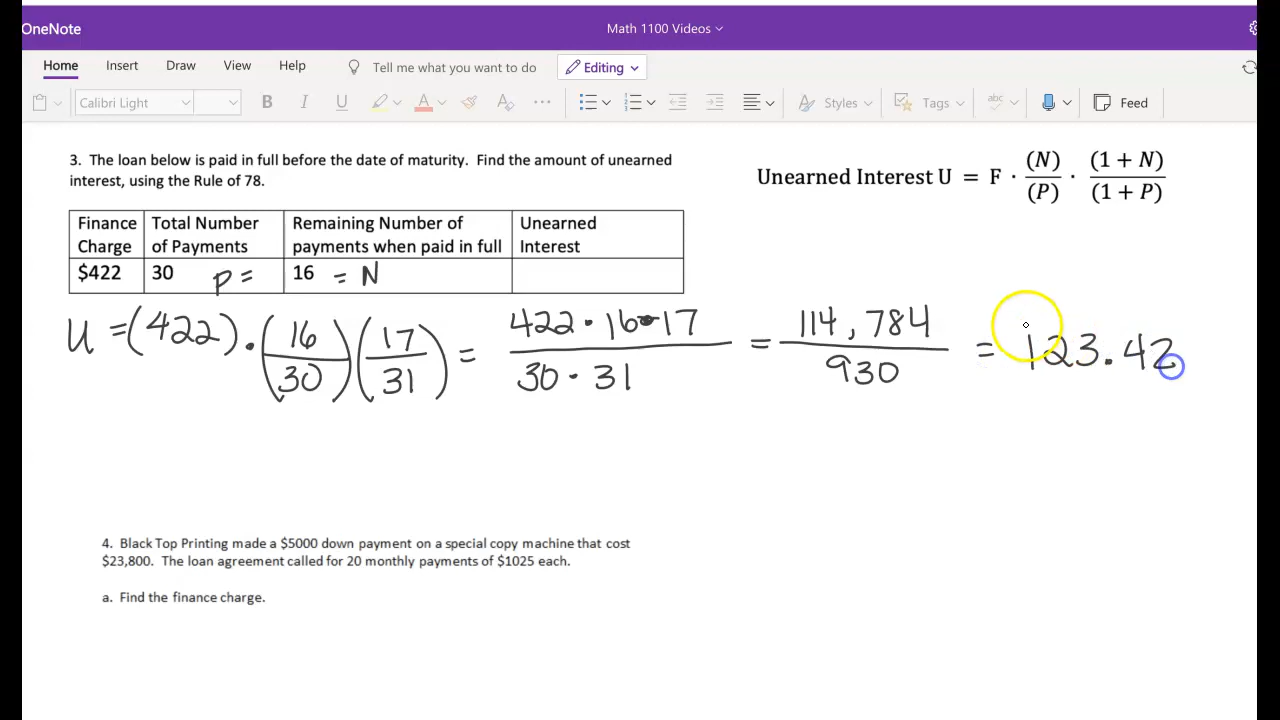 OneNote
Math 1100 Videos
Home Insert Draw View Help Tell me what you want to do Editing
Calibri Light B I U A A ... Styles Tags abc Feed
3. The loan below is paid in full before the date of maturity. Find the amount of unearned
interest, using the Rule of 78.
Unearned Interest U = F · (N)/(P) · (1 + N)/(1 + P)
Finance Charge Total Number of Payments Remaining Number of payments when paid in full Unearned Interest
$422 30 P = 16 = N
U = (422) · (16/30)(17/31) = 422 · 16 · 17/30 · 31 = 114,784/930 = 123.42
4. Black Top Printing made a $5000 down payment on a special copy machine that cost
$23,800. The loan agreement called for 20 monthly payments of $1025 each.
a. Find the finance charge.